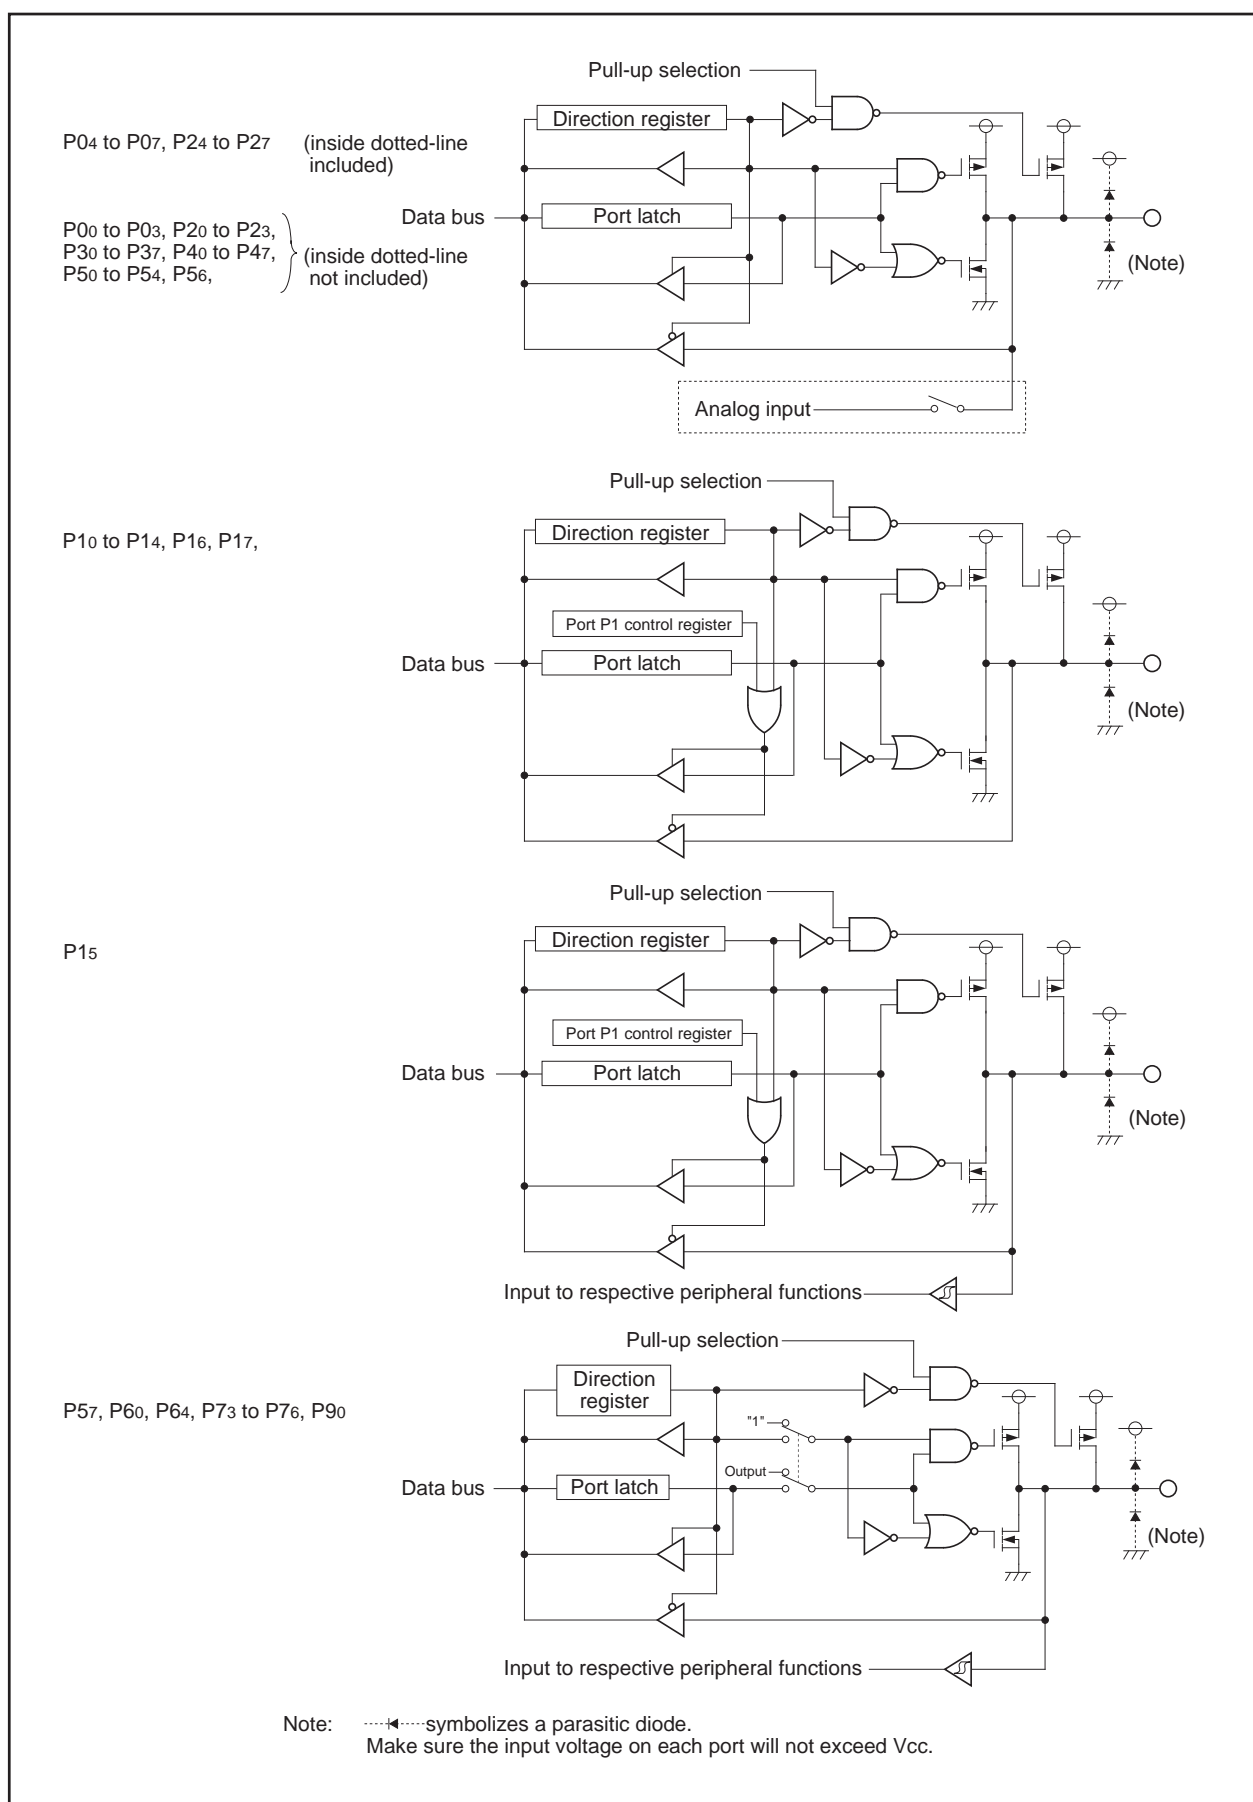 Pull-up selection
Direction register
P04 to P07, P24 to P27 (inside dotted-line
included)
Data bus
Port latch
P00 to P03, P20 to P23,
P30 to P37, P40 to P47,
P50 to P54, P56,
(inside dotted-line
not included)
(Note)
Analog input
Pull-up selection
Direction register
P10 to P14, P16, P17,
Port P1 control register
Data bus
Port latch
(Note)
Pull-up selection
Direction register
P15
Port P1 control register
Data bus
Port latch
(Note)
Input to respective peripheral functions
Pull-up selection
Direction
register
P57, P60, P64, P73 to P76, P90
"1"
Output
Data bus
Port latch
(Note)
Input to respective peripheral functions
Note: symbolizes a parasitic diode.
Make sure the input voltage on each port will not exceed Vcc.